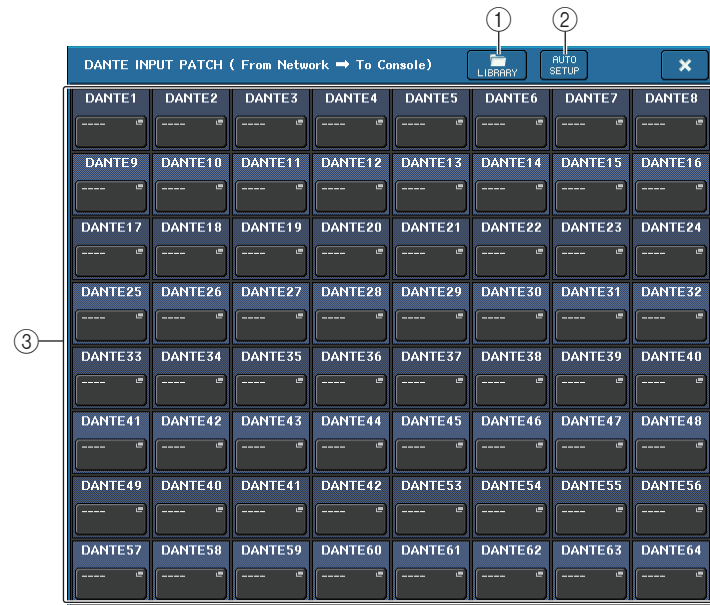 ① ②
DANTE INPUT PATCH ( From Network ➡ To Console) LIBRARY AUTO SETUP ×
DANTE1 DANTE2 DANTE3 DANTE4 DANTE5 DANTE6 DANTE7 DANTE8
---- ---- ---- ---- ---- ---- ---- ----
DANTE9 DANTE10 DANTE11 DANTE12 DANTE13 DANTE14 DANTE15 DANTE16
---- ---- ---- ---- ---- ---- ---- ----
DANTE17 DANTE18 DANTE19 DANTE20 DANTE21 DANTE22 DANTE23 DANTE24
---- ---- ---- ---- ---- ---- ---- ----
DANTE25 DANTE26 DANTE27 DANTE28 DANTE29 DANTE30 DANTE31 DANTE32
---- ---- ---- ---- ---- ---- ---- ----
③
DANTE33 DANTE34 DANTE35 DANTE36 DANTE37 DANTE38 DANTE39 DANTE40
---- ---- ---- ---- ---- ---- ---- ----
DANTE41 DANTE42 DANTE43 DANTE44 DANTE45 DANTE46 DANTE47 DANTE48
---- ---- ---- ---- ---- ---- ---- ----
DANTE49 DANTE40 DANTE41 DANTE42 DANTE53 DANTE54 DANTE55 DANTE56
---- ---- ---- ---- ---- ---- ---- ----
DANTE57 DANTE58 DANTE59 DANTE60 DANTE61 DANTE62 DANTE63 DANTE64
---- ---- ---- ---- ---- ---- ---- ----